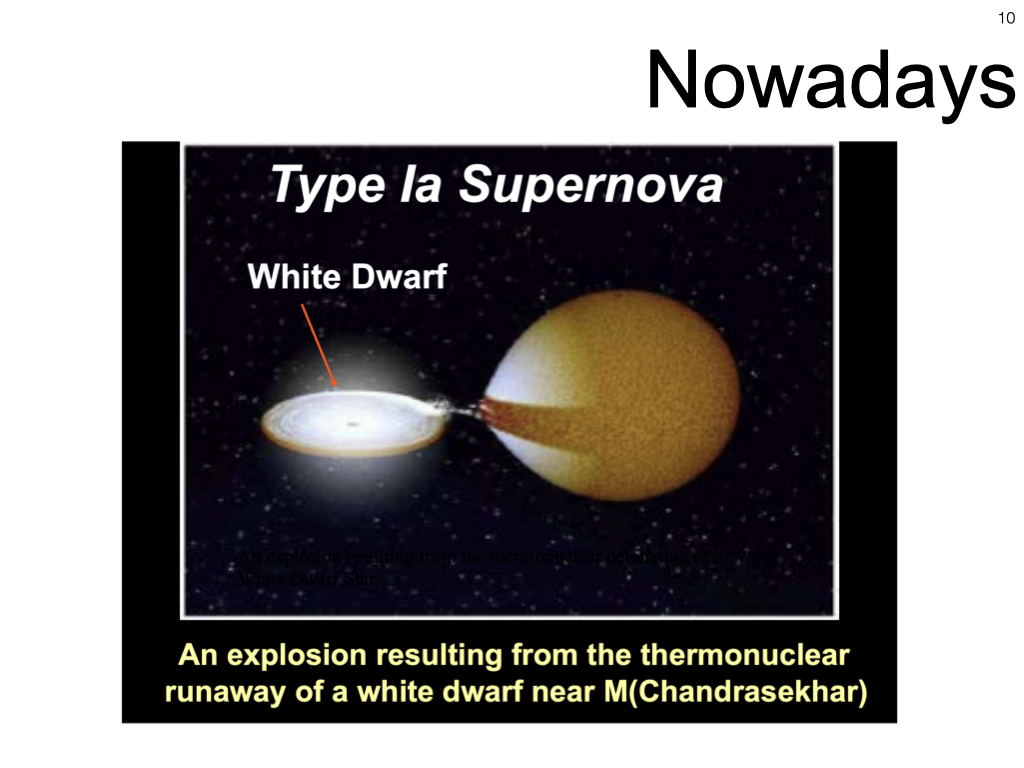 10
Nowadays
Type Ia Supernova
White Dwarf
An explosion resulting from the thermonuclear detonation of a
White Dwarf Star
An explosion resulting from the thermonuclear
runaway of a white dwarf near M(Chandrasekhar)